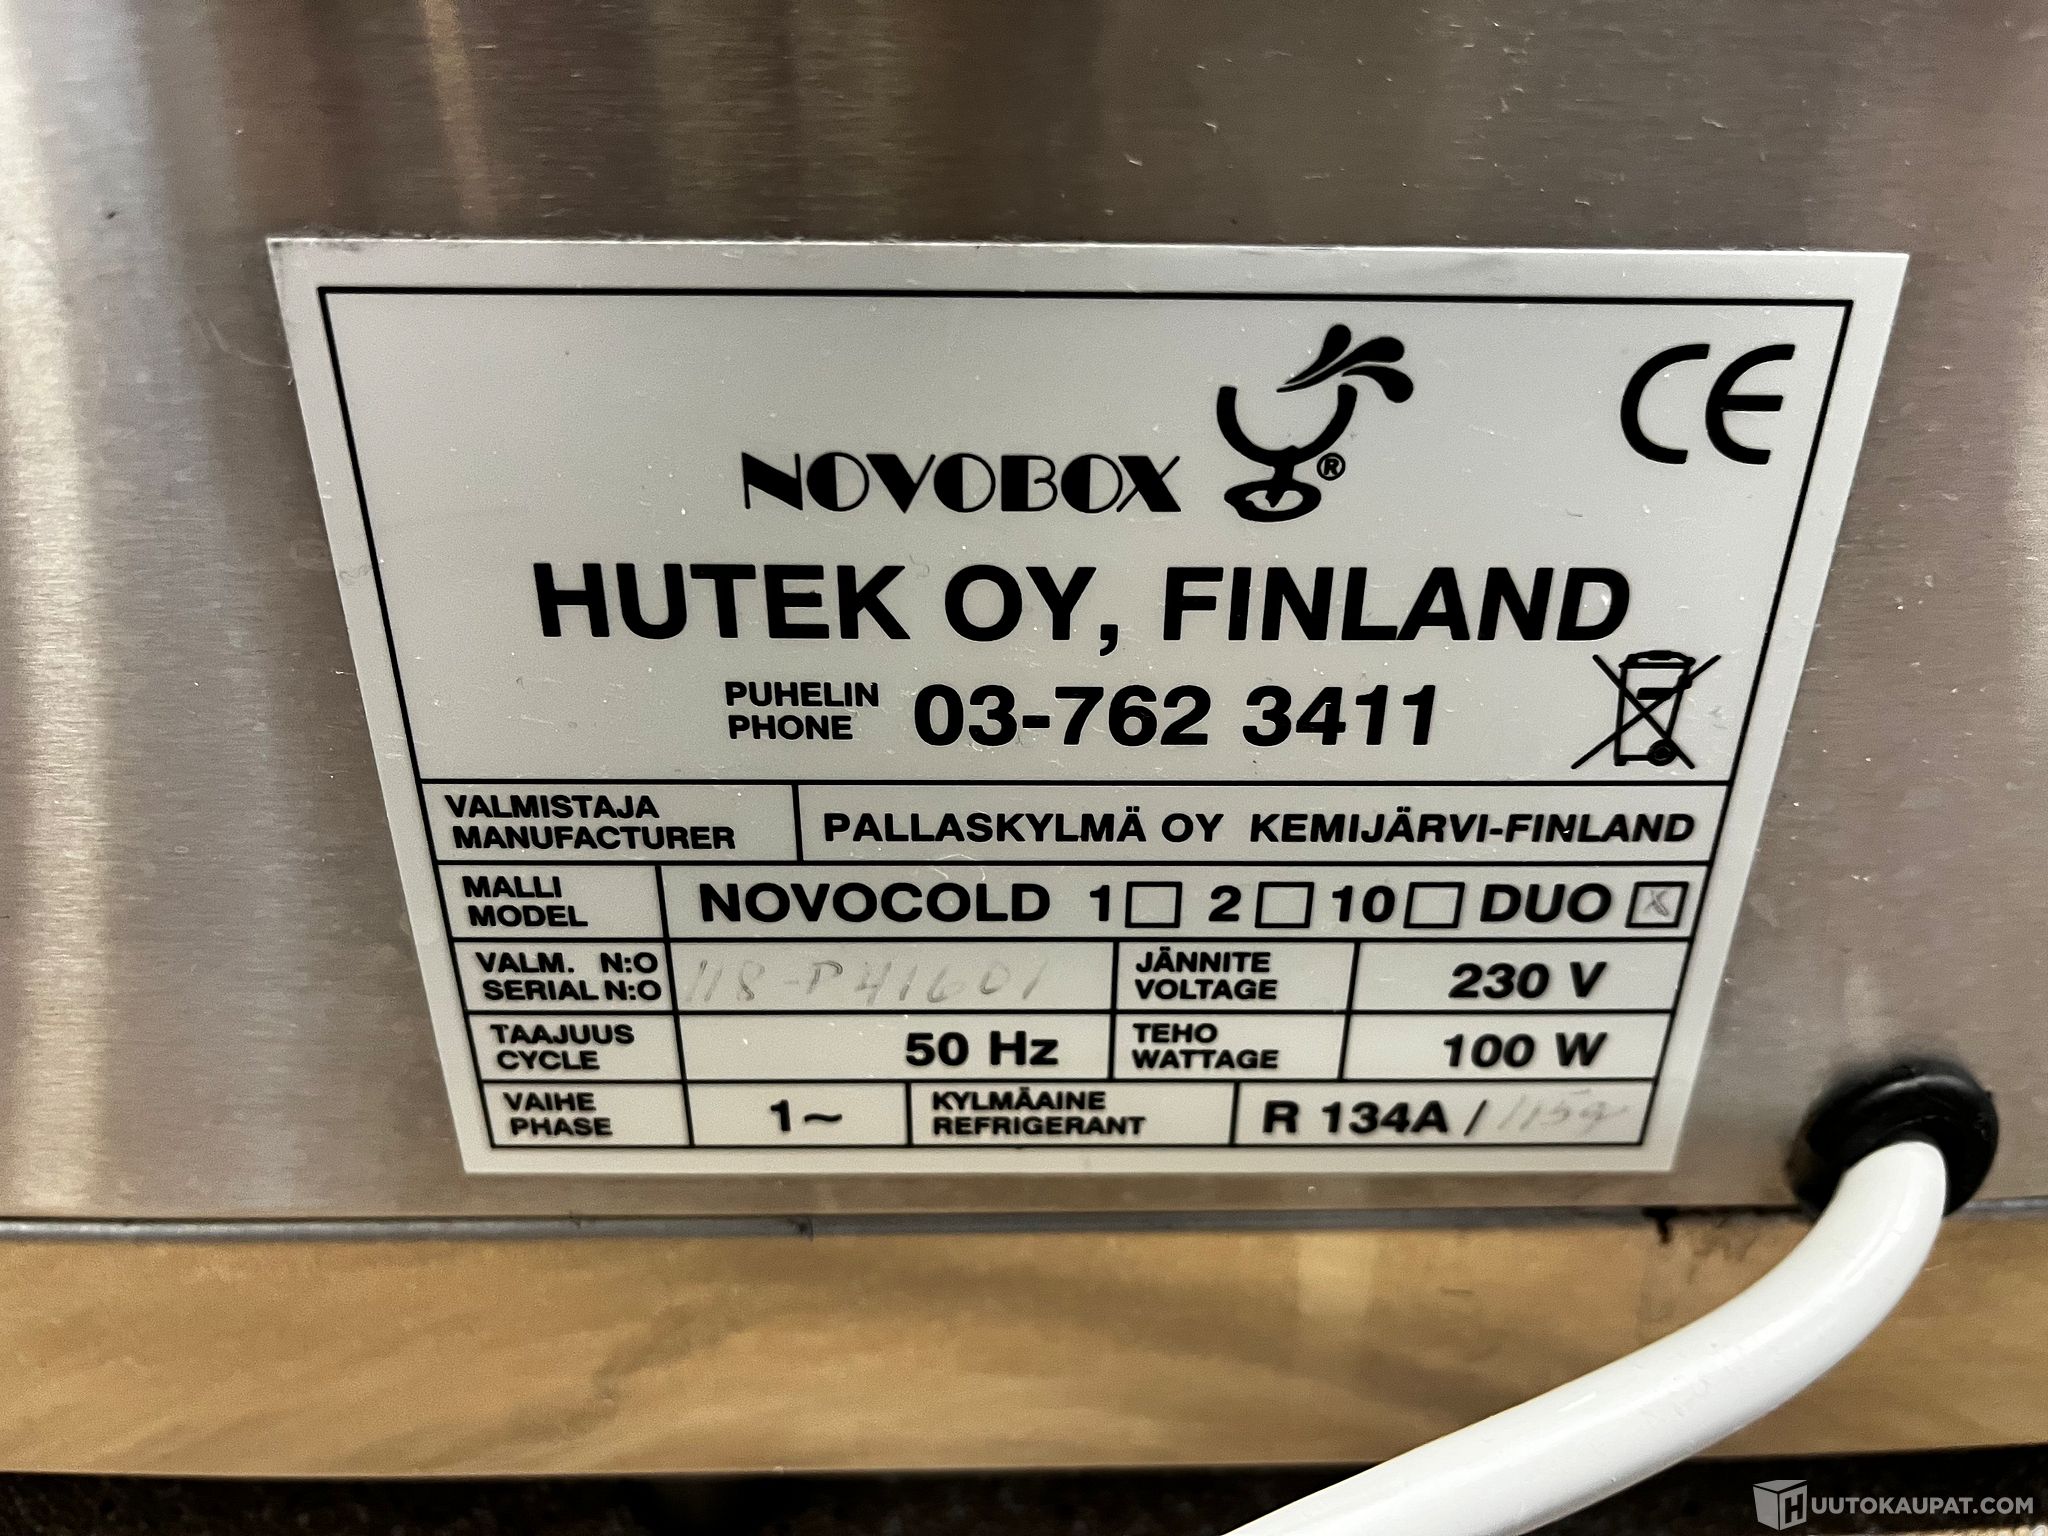 NOVOBOX ®
CE
HUTEK OY, FINLAND
PUHELIN
PHONE
03-762 3411
VALMISTAJA
MANUFACTURER
PALLASKYLMÄ OY KEMIJÄRVI-FINLAND
MALLI
MODEL
NOVOCOLD 1 ☐ 2 ☐ 10 ☐ DUO ☒
VALM. N:O
SERIAL N:O
118-P41601
JÄNNITE
VOLTAGE
230 V
TAAJUUS
CYCLE
50 Hz
TEHO
WATTAGE
100 W
VAIHE
PHASE
1~
KYLMÄAINE
REFRIGERANT
R 134A /
HUUTOKAUPAT.COM